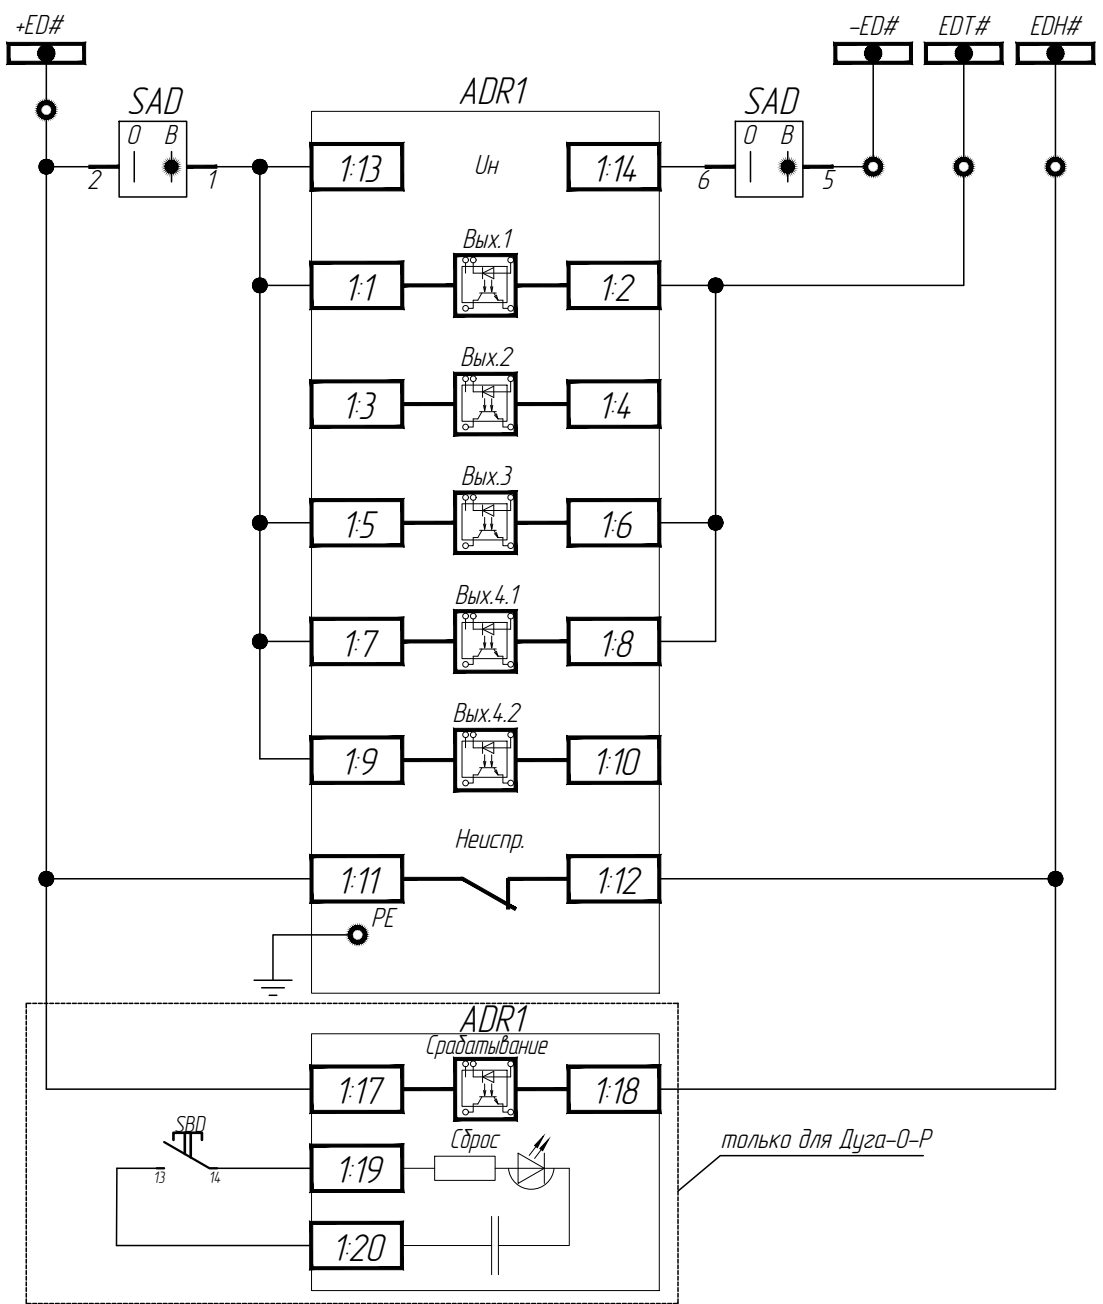 +ED# -ED# EDT# EDH#
SAD ADR1 SAD
0 B 0 B
2 1 1:13 Uн 1:14 6 5
Вых.1
1:1 1:2
Вых.2
1:3 1:4
Вых.3
1:5 1:6
Вых.4.1
1:7 1:8
Вых.4.2
1:9 1:10
Неиспр.
1:11 1:12
PE
ADR1
Срабатывание
1:17 1:18
SBD Сброс
13 14 1:19
только для Дуга-О-Р
1:20